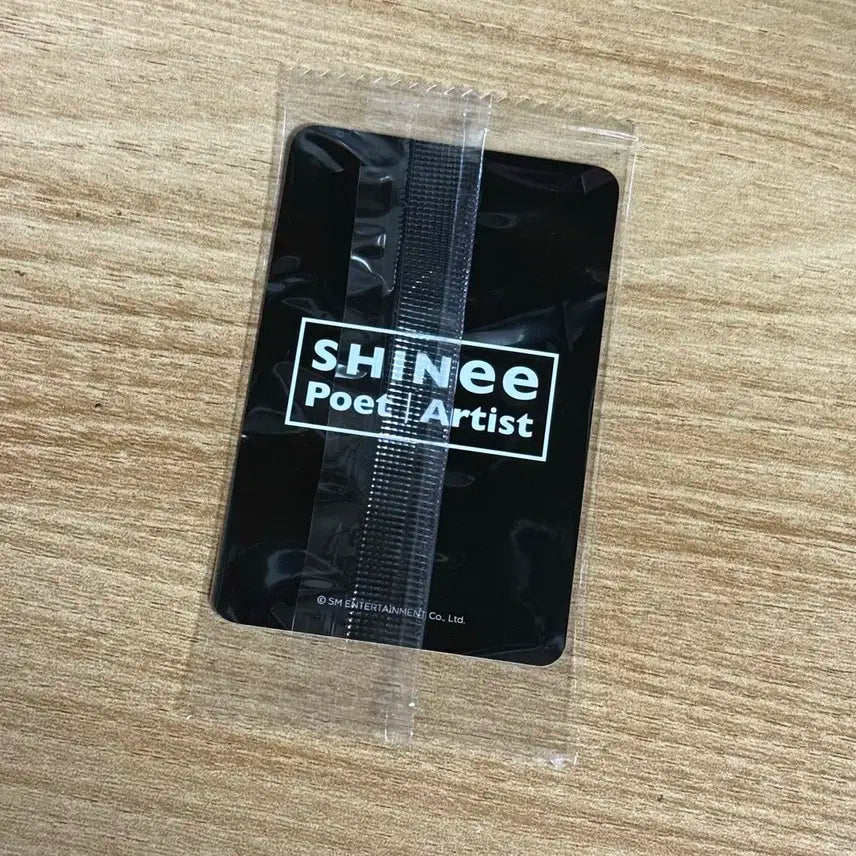 SHINee
Poet | Artist
© SM ENTERTAINMENT Co., Ltd.